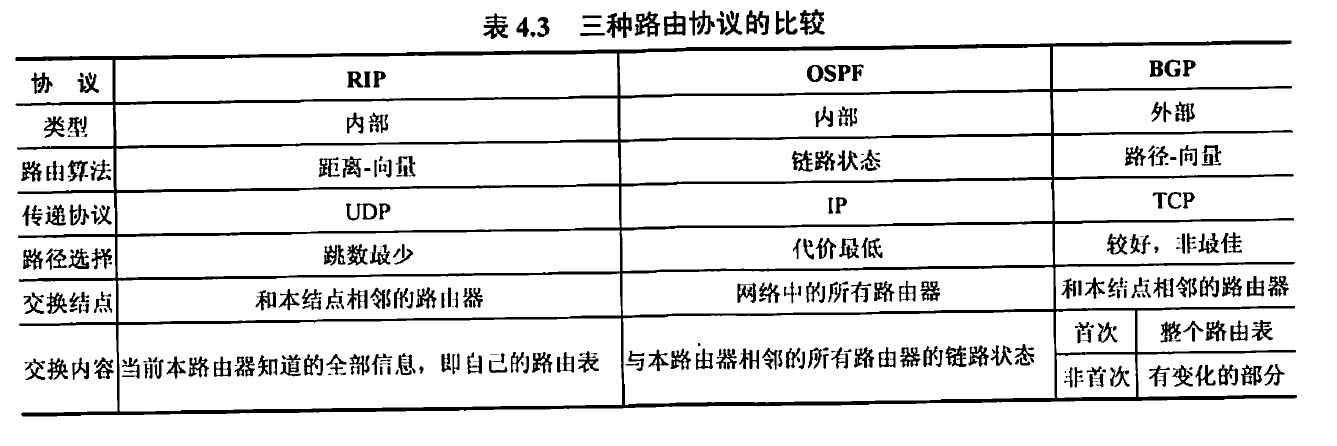 表 4.3 三种路由协议的比较
协 议 RIP OSPF BGP
类型 内部 内部 外部
路由算法 距离-向量 链路状态 路径-向量
传递协议 UDP IP TCP
路径选择 跳数最少 代价最低 较好，非最佳
交换结点 和本结点相邻的路由器 网络中的所有路由器 和本结点相邻的路由器
交换内容 当前本路由器知道的全部信息，即自己的路由表 与本路由器相邻的所有路由器的链路状态 首次 整个路由表
非首次 有变化的部分